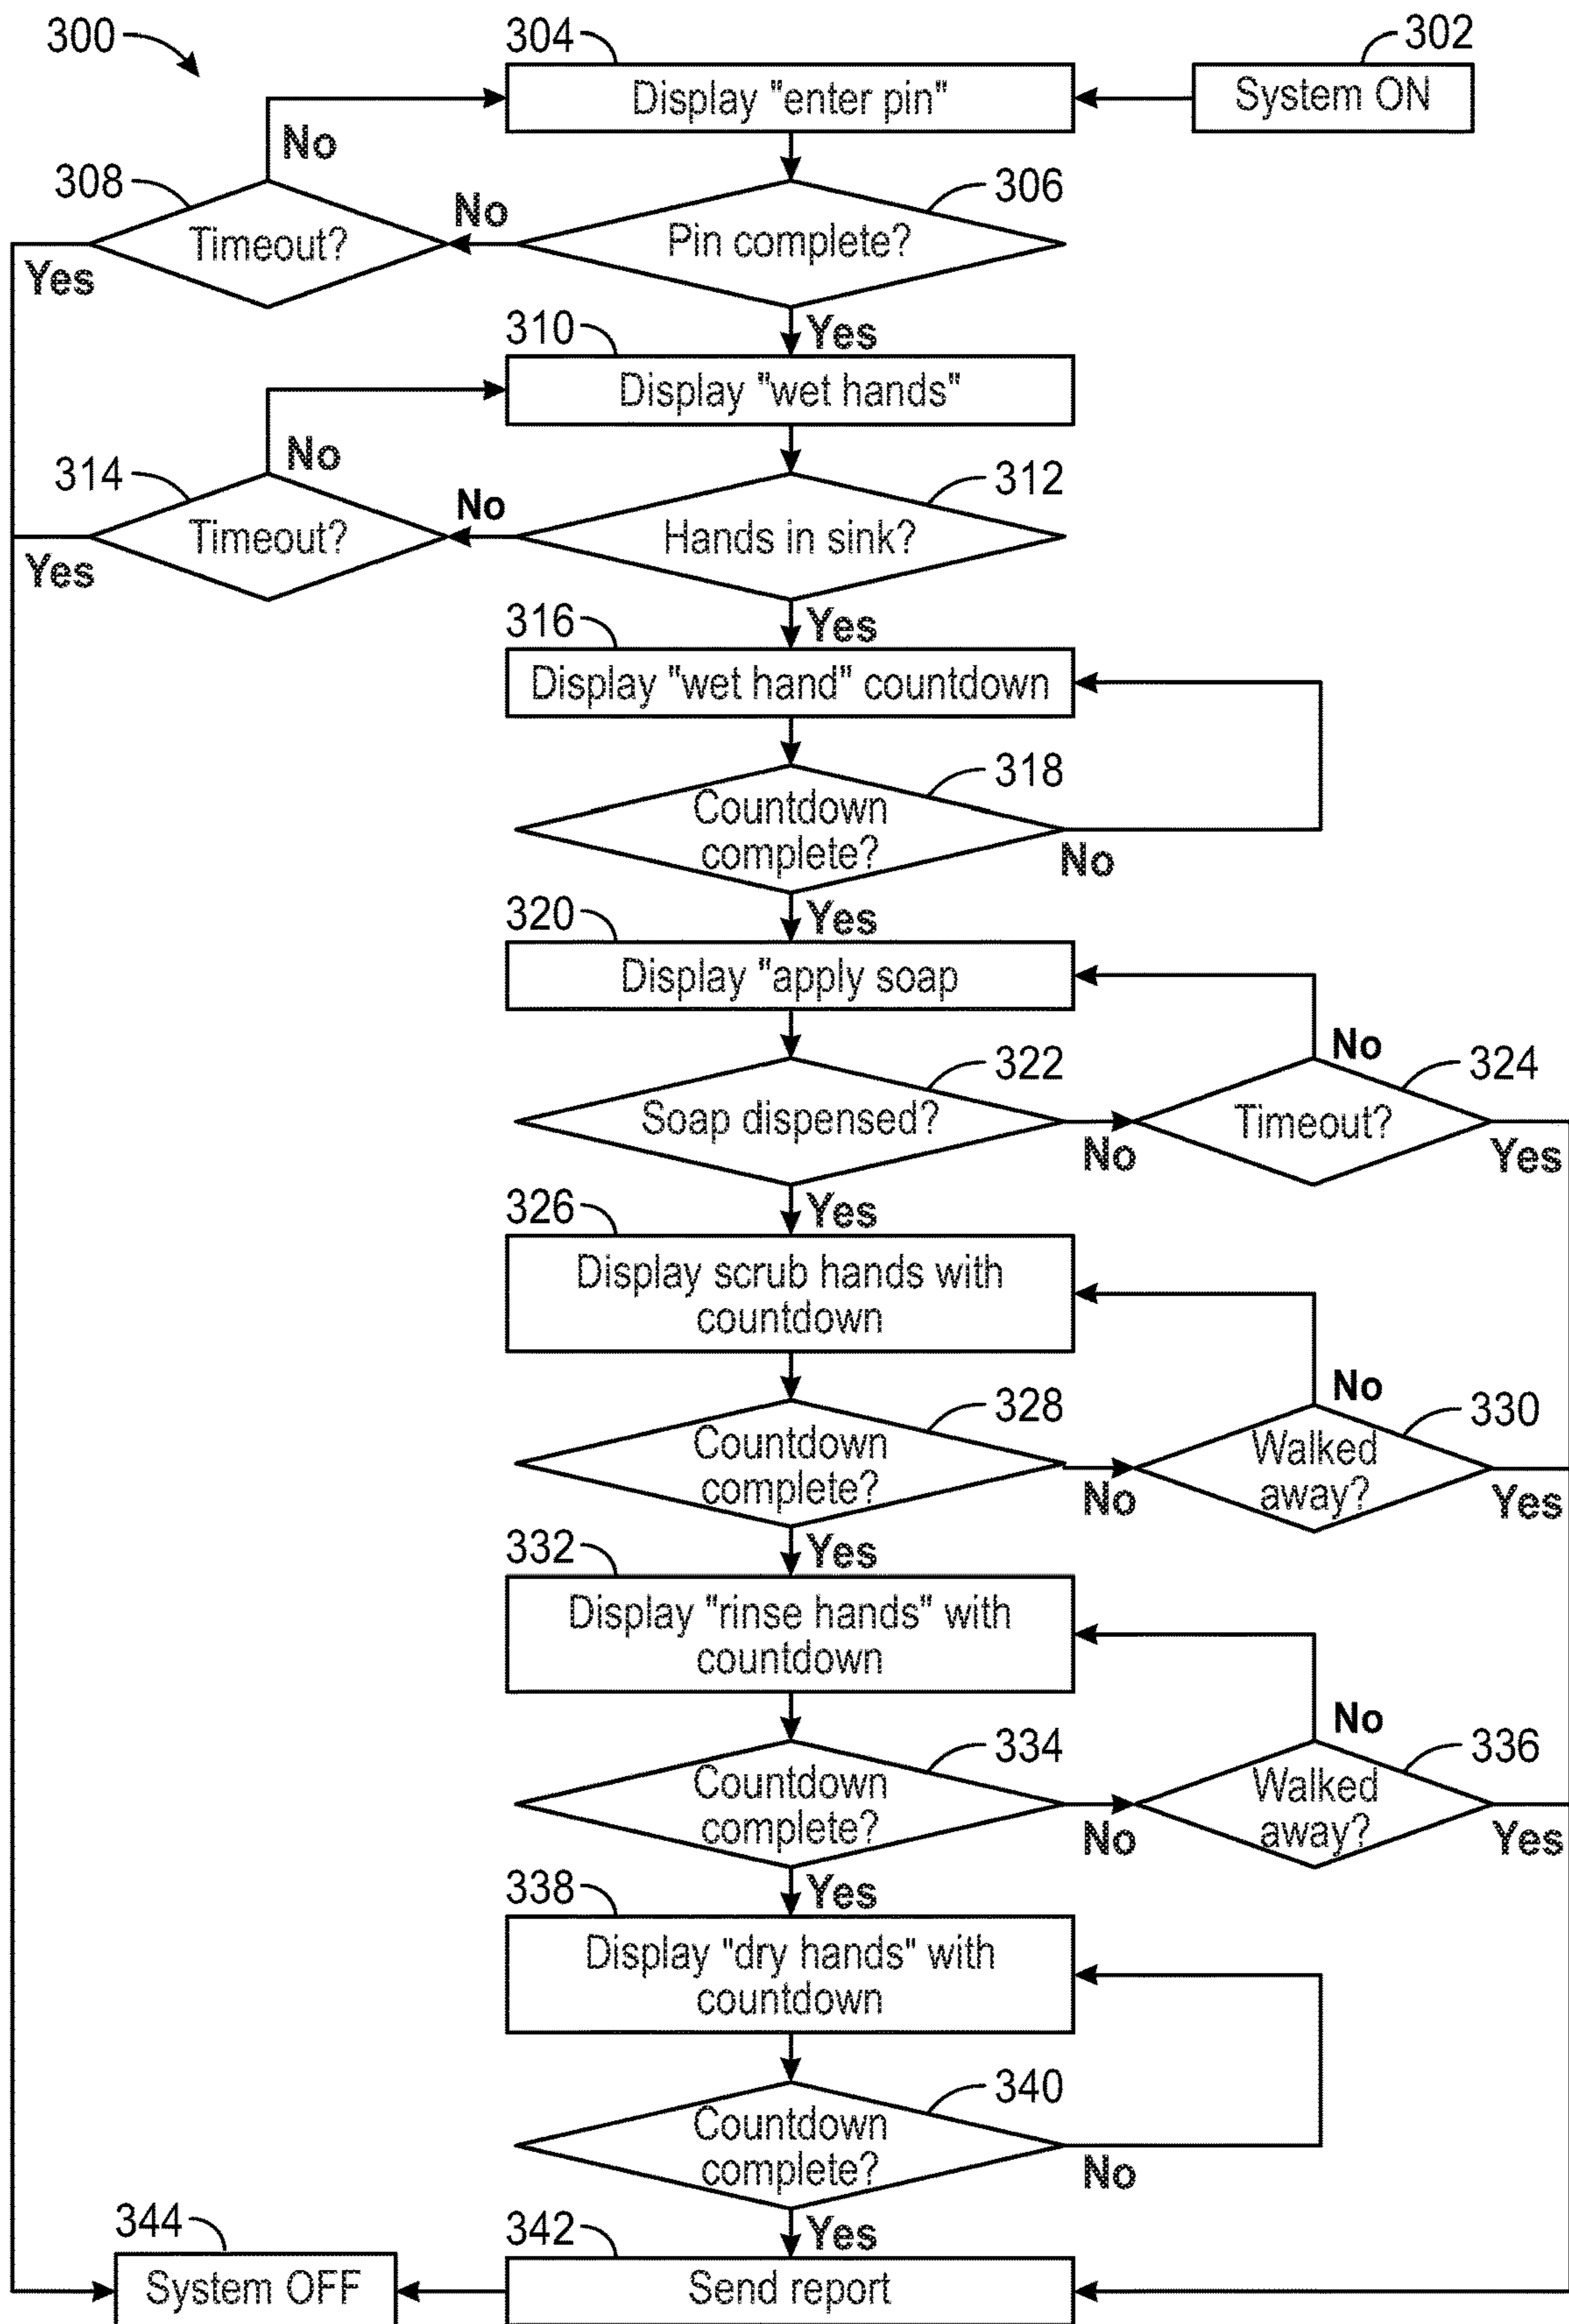 300
304
302
Display "enter pin"
System ON
No
308
306
No
Timeout?
Pin complete?
Yes
310
Yes
Display "wet hands"
No
314
312
No
Timeout?
Hands in sink?
Yes
316
Yes
Display "wet hand" countdown
318
Countdown
complete?
No
320
Yes
Display "apply soap
No
322
324
Soap dispensed?
Timeout?
No
Yes
326
Yes
Display scrub hands with
countdown
No
328
330
Countdown
complete?
Walked
away?
No
Yes
332
Yes
Display "rinse hands" with
countdown
No
334
336
Countdown
complete?
Walked
away?
No
Yes
338
Yes
Display "dry hands" with
countdown
340
Countdown
complete?
No
344
342
Yes
System OFF
Send report